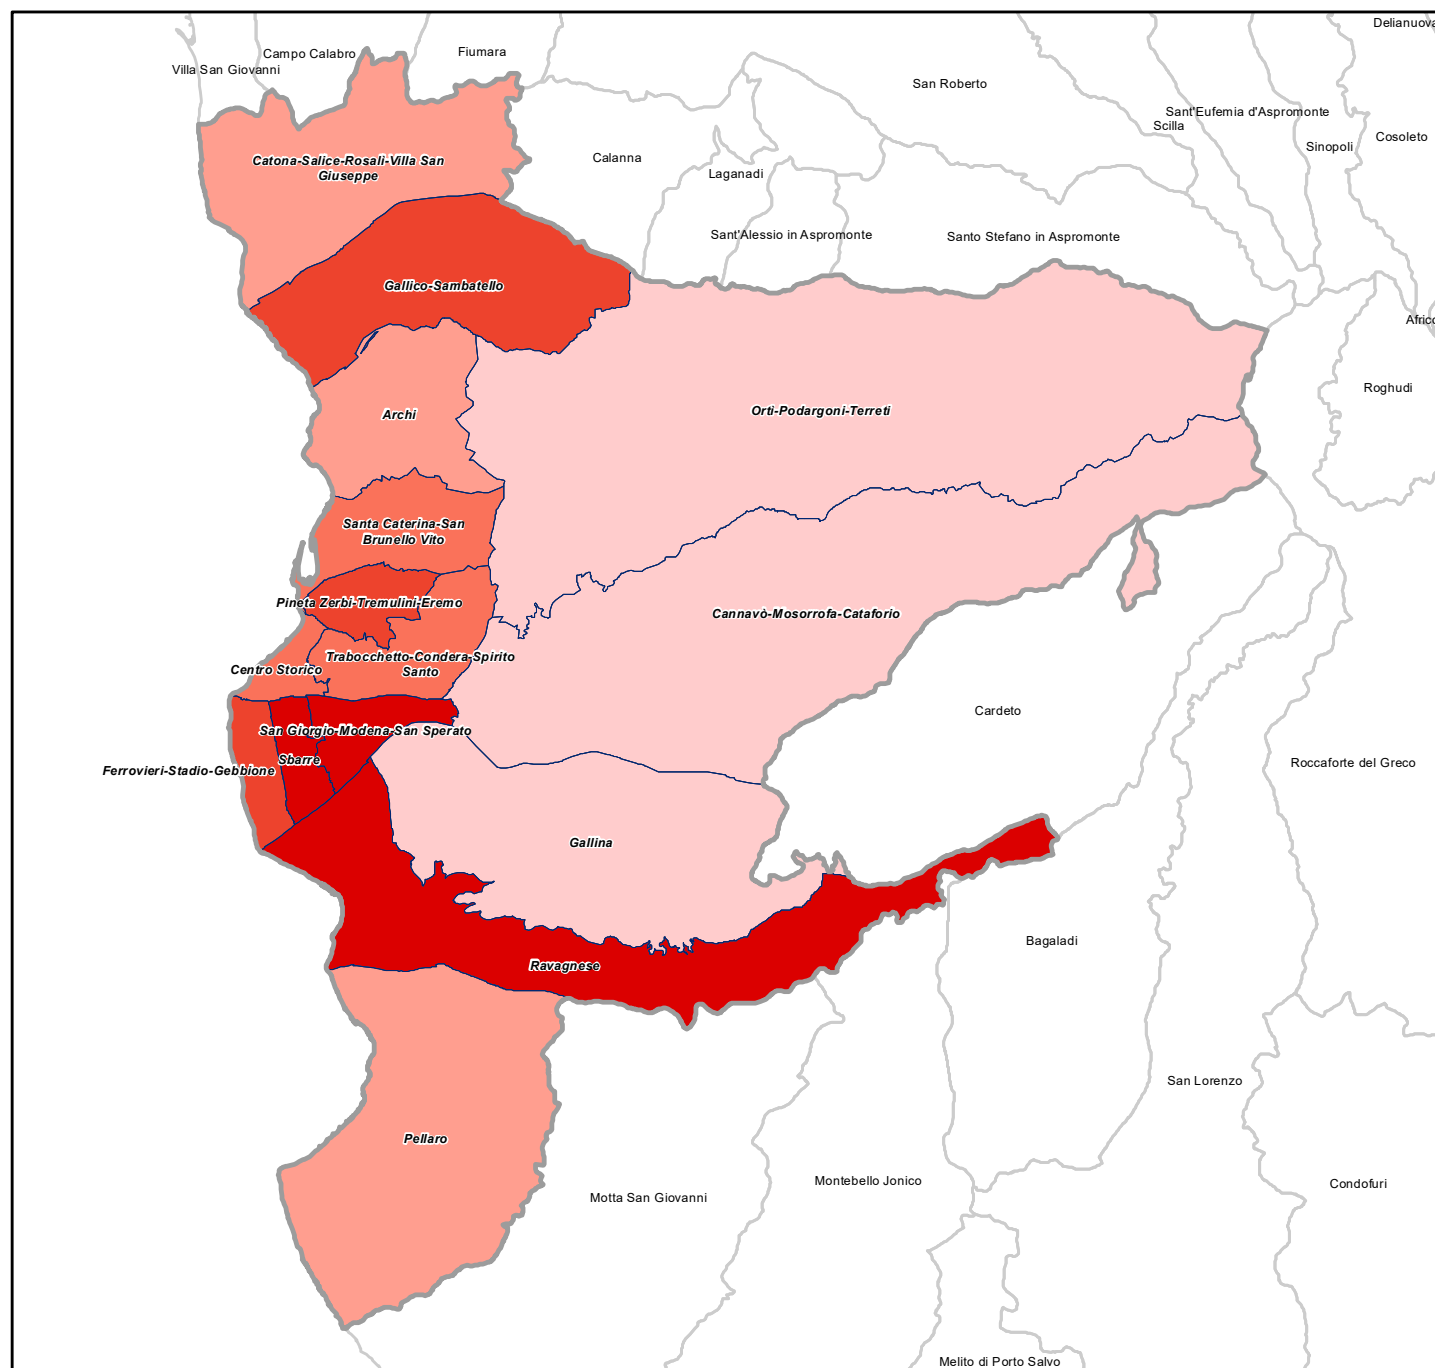 Delianuova
Fiumara
Campo Calabro
Villa San Giovanni
San Roberto
Sant'Eufemia d'Aspromonte
Scilla
Cosoleto
Sinopoli
Catona-Salice-Rosali-Villa San
Giuseppe
Calanna
Laganadi
Sant'Alessio in Aspromonte
Santo Stefano in Aspromonte
Gallico-Sambatello
Africo
Roghudi
Archi
Orti-Podargoni-Terreti
Santa Caterina-San
Brunello Vito
Pineta Zerbi-Tremulini-Eremo
Cannavò-Mosorrofa-Cataforio
Trabocchetto-Condera-Spirito
Santo
Centro Storico
Cardeto
San Giorgio-Modena-San Sperato
Sbarre
Ferrovieri-Stadio-Gebbione
Roccaforte del Greco
Gallina
Bagaladi
Ravagnese
San Lorenzo
Pellaro
Montebello Jonico
Condofuri
Motta San Giovanni
Melito di Porto Salvo